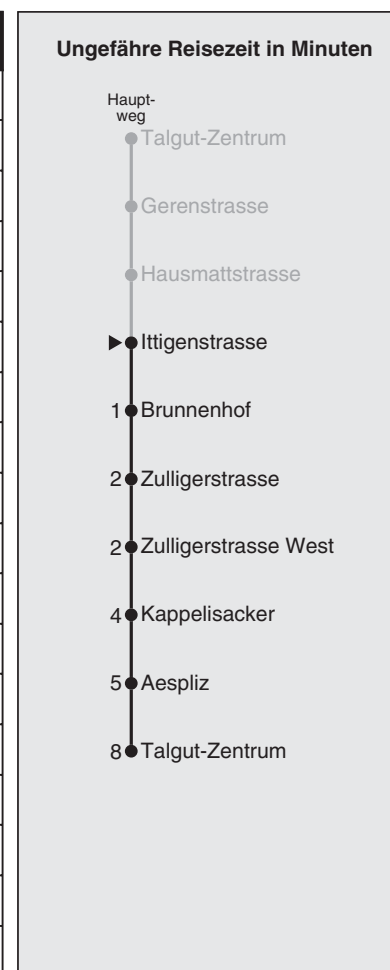 Ungefähre Reisezeit in Minuten
Haupt-
weg
Talgut-Zentrum
Gerenstrasse
Hausmattstrasse
Ittigenstrasse
1 Brunnenhof
2 Zulligerstrasse
2 Zulligerstrasse West
4 Kappelisacker
5 Aespliz
8 Talgut-Zentrum